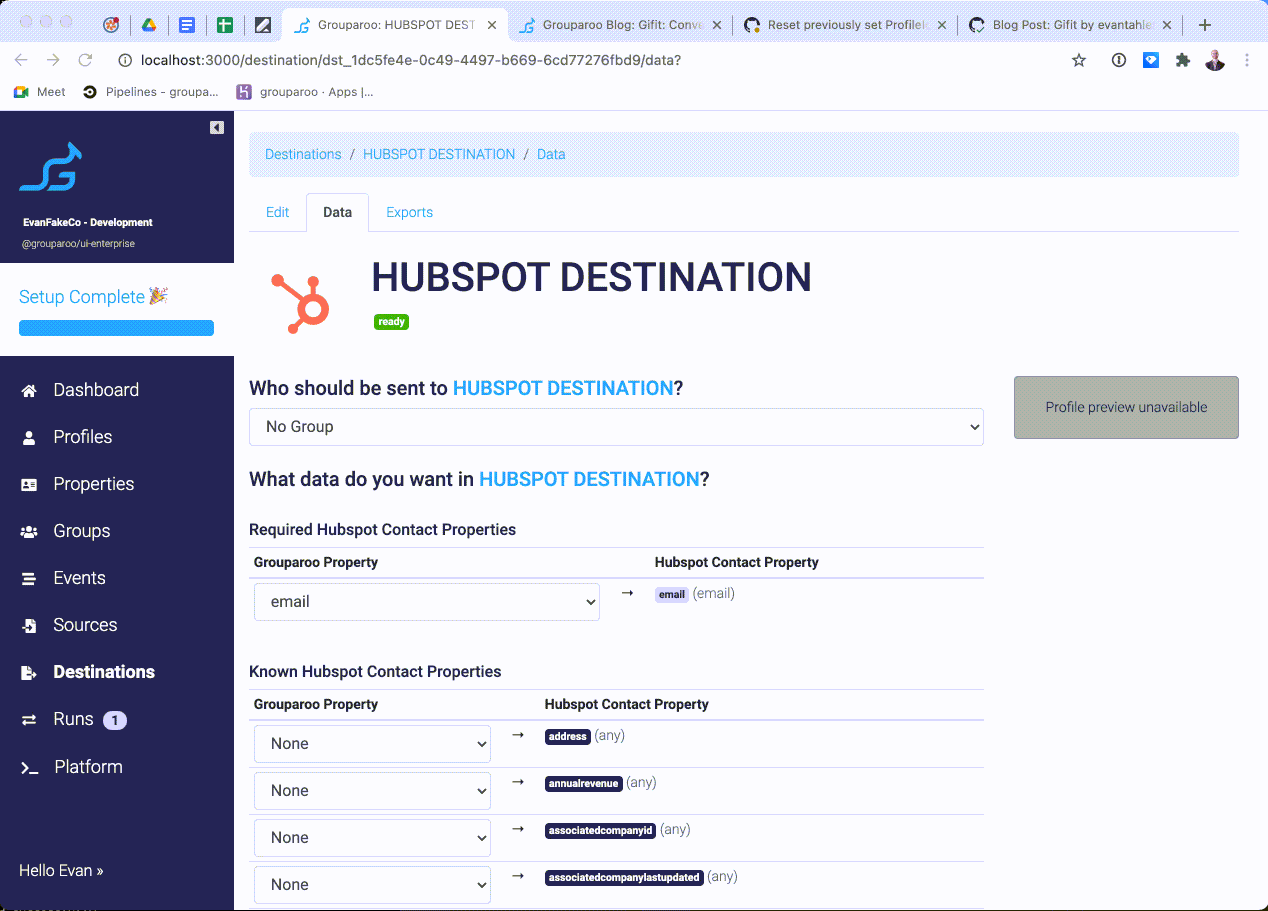 Grouparoo: HUBSPOT DEST
Grouparoo Blog: Gifit: Conve
Reset previously set ProfileI
Blog Post: Gifit by evantahle
localhost:3000/destination/dst_1dc5fe4e-0c49-4497-b669-6cd77276fbd9/data?
Meet
Pipelines - groupa...
grouparoo · Apps |...
EvanFakeCo - Development
@grouparoo/ui-enterprise
Setup Complete 🎉
Dashboard
Profiles
Properties
Groups
Events
Sources
Destinations
Runs 1
Platform
Hello Evan »
Destinations / HUBSPOT DESTINATION / Data
Edit
Data
Exports
HUBSPOT DESTINATION
ready
Who should be sent to HUBSPOT DESTINATION?
No Group
Profile preview unavailable
What data do you want in HUBSPOT DESTINATION?
Required Hubspot Contact Properties
Grouparoo Property
Hubspot Contact Property
email → email (email)
Known Hubspot Contact Properties
Grouparoo Property
Hubspot Contact Property
None → address (any)
None → annualrevenue (any)
None → associatedcompanyid (any)
None → associatedcompanylastupdated (any)